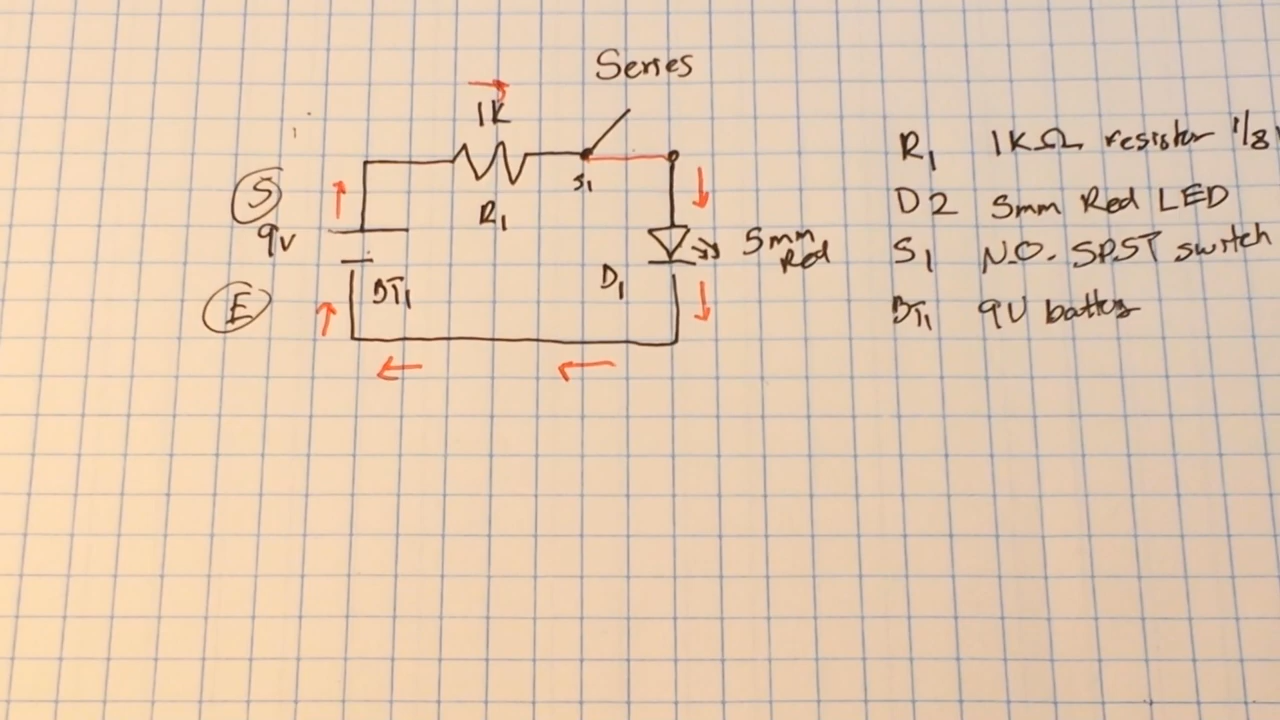 Series
1K
S
9V
R1
S1
5mm
Red
E
BT1
D1
R1 1KΩ resistor 1/8
D2 5mm Red LED
S1 N.O. SPST switch
BT1 9V battery